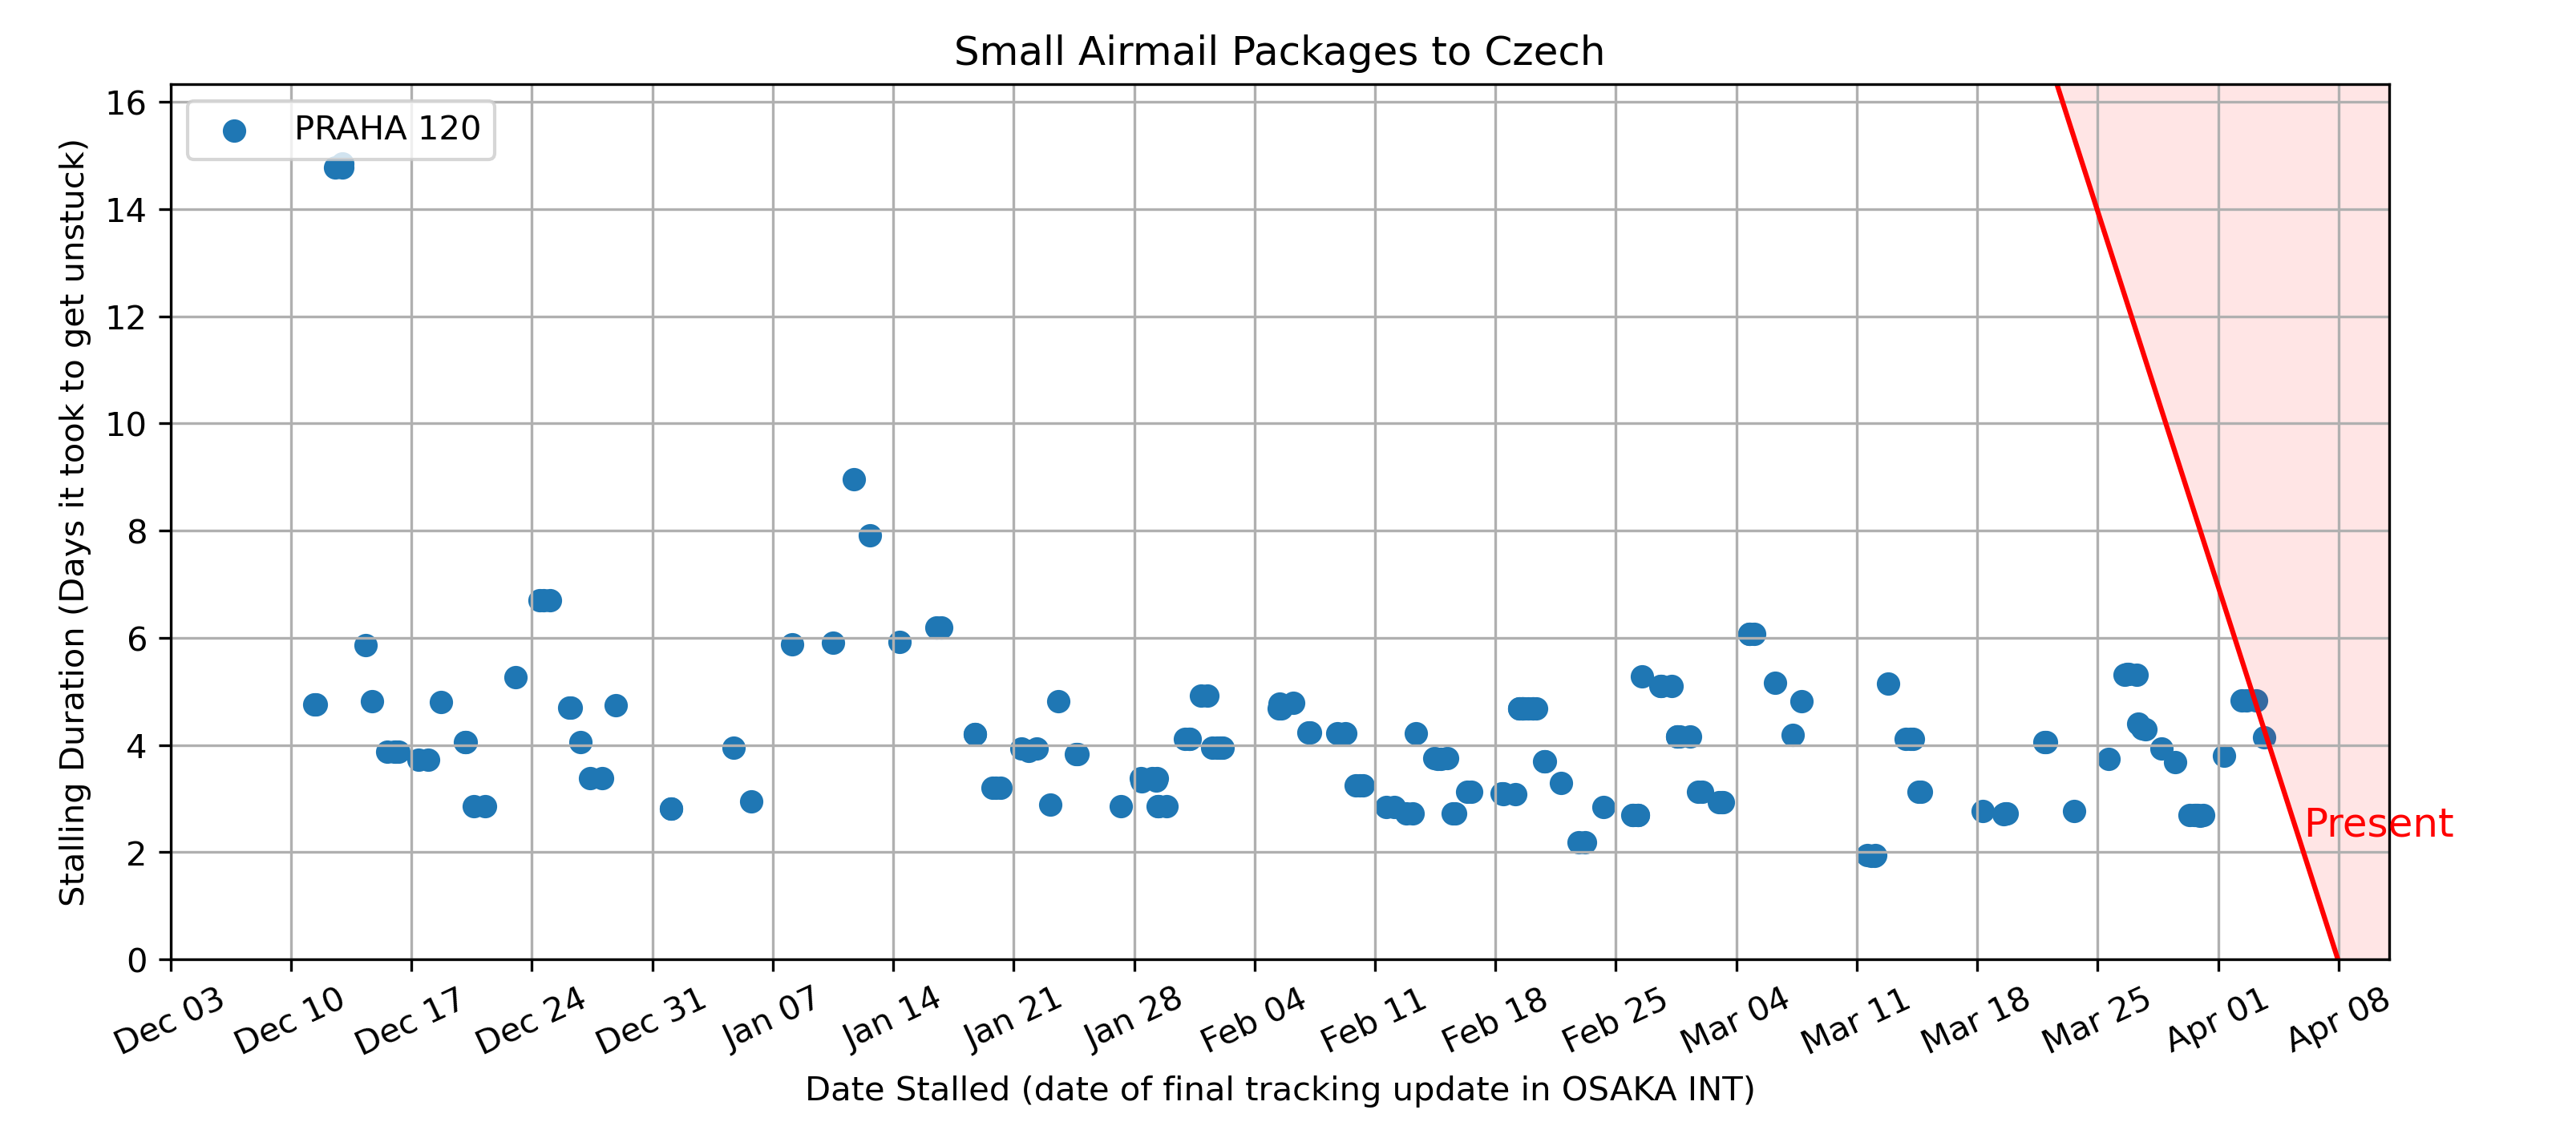 Small Airmail Packages to Czech
PRAHA 120
Stalling Duration (Days it took to get unstuck)
16
14
12
10
8
6
4
2
0
Present
Dec 03
Dec 10
Dec 17
Dec 24
Dec 31
Jan 07
Jan 14
Jan 21
Jan 28
Feb 04
Feb 11
Feb 18
Feb 25
Mar 04
Mar 11
Mar 18
Mar 25
Apr 01
Apr 08
Date Stalled (date of final tracking update in OSAKA INT)